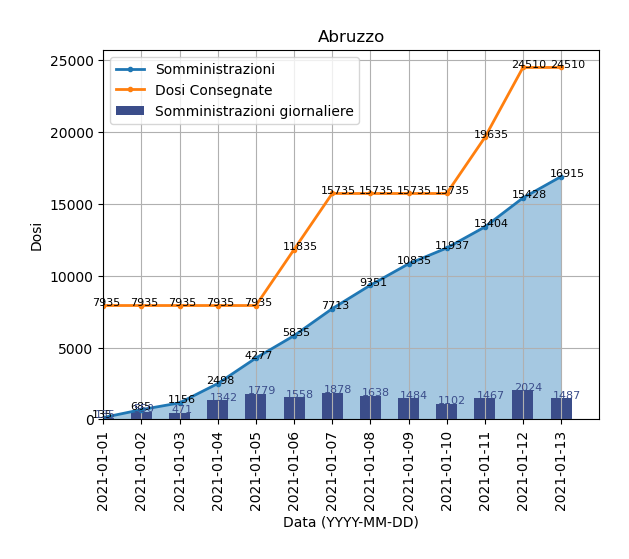 Abruzzo
Somministrazioni
Dosi Consegnate
Somministrazioni giornaliere
25000
20000
15000
10000
5000
0
Dosi
7935 7935 7935 7935 7935 11835 15735 15735 15735 15735 19635 24510 24510
135 685 1156 2498 4277 5835 7713 9351 10835 11937 13404 15428 16915
471 1342 1779 1558 1878 1638 1484 1102 1467 2024 1487
2021-01-01
2021-01-02
2021-01-03
2021-01-04
2021-01-05
2021-01-06
2021-01-07
2021-01-08
2021-01-09
2021-01-10
2021-01-11
2021-01-12
2021-01-13
Data (YYYY-MM-DD)